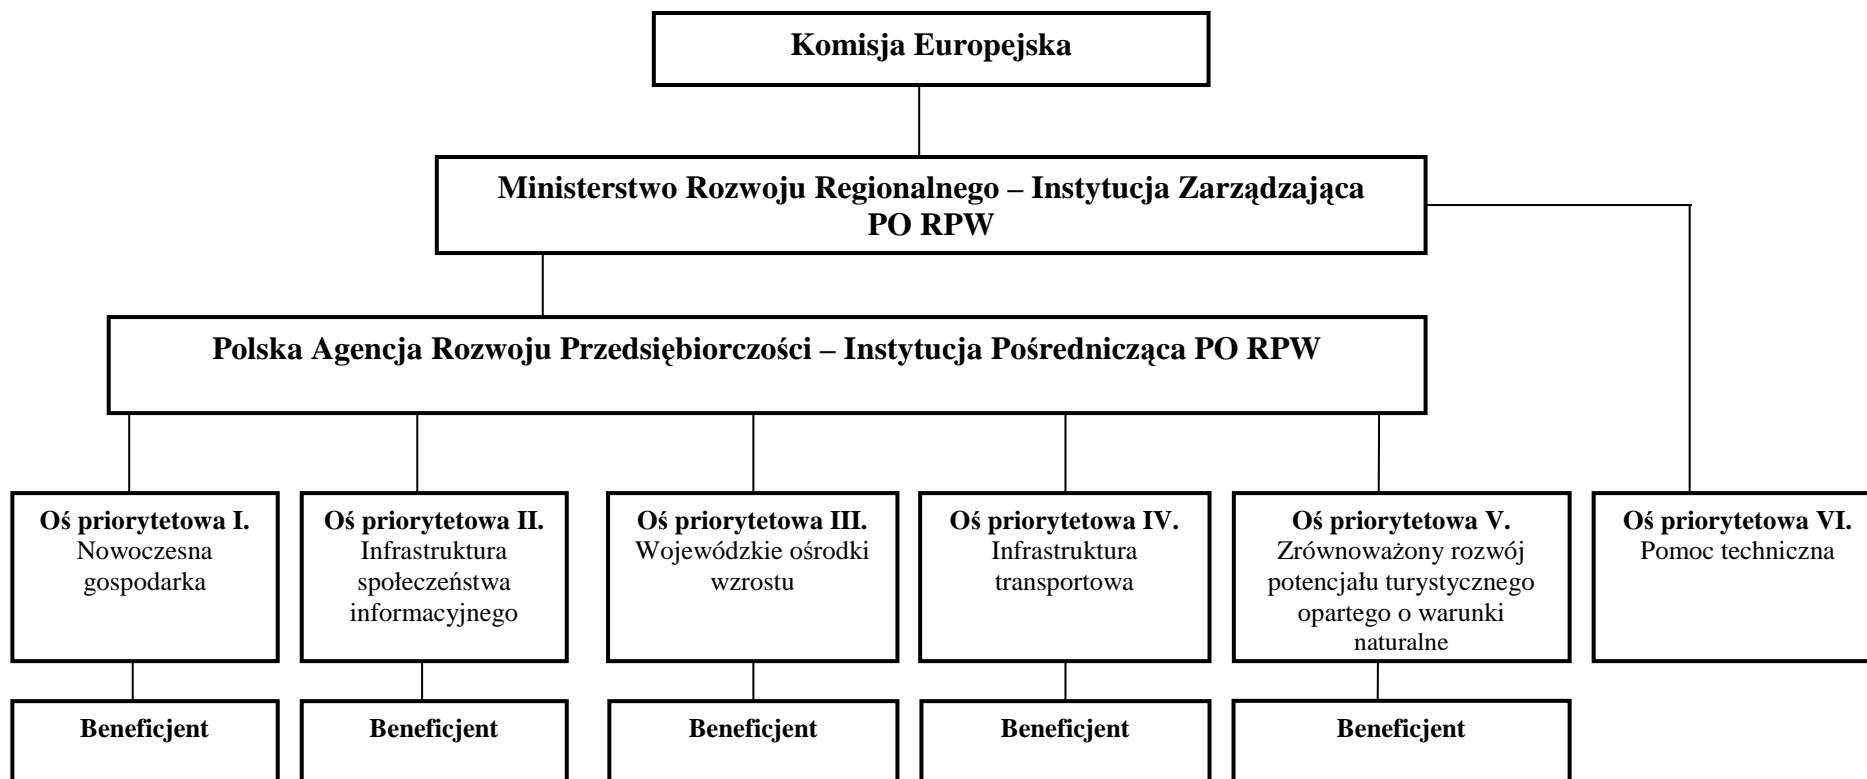 Komisja Europejska
Ministerstwo Rozwoju Regionalnego – Instytucja Zarządzająca
PO RPW
Polska Agencja Rozwoju Przedsiębiorczości – Instytucja Pośrednicząca PO RPW
Oś priorytetowa I.
Nowoczesna
gospodarka
Oś priorytetowa II.
Infrastruktura
społeczeństwa
informacyjnego
Oś priorytetowa III.
Wojewódzkie ośrodki
wzrostu
Oś priorytetowa IV.
Infrastruktura
transportowa
Oś priorytetowa V.
Zrównoważony rozwój
potencjału turystycznego
opartego o warunki
naturalne
Oś priorytetowa VI.
Pomoc techniczna
Beneficjent
Beneficjent
Beneficjent
Beneficjent
Beneficjent